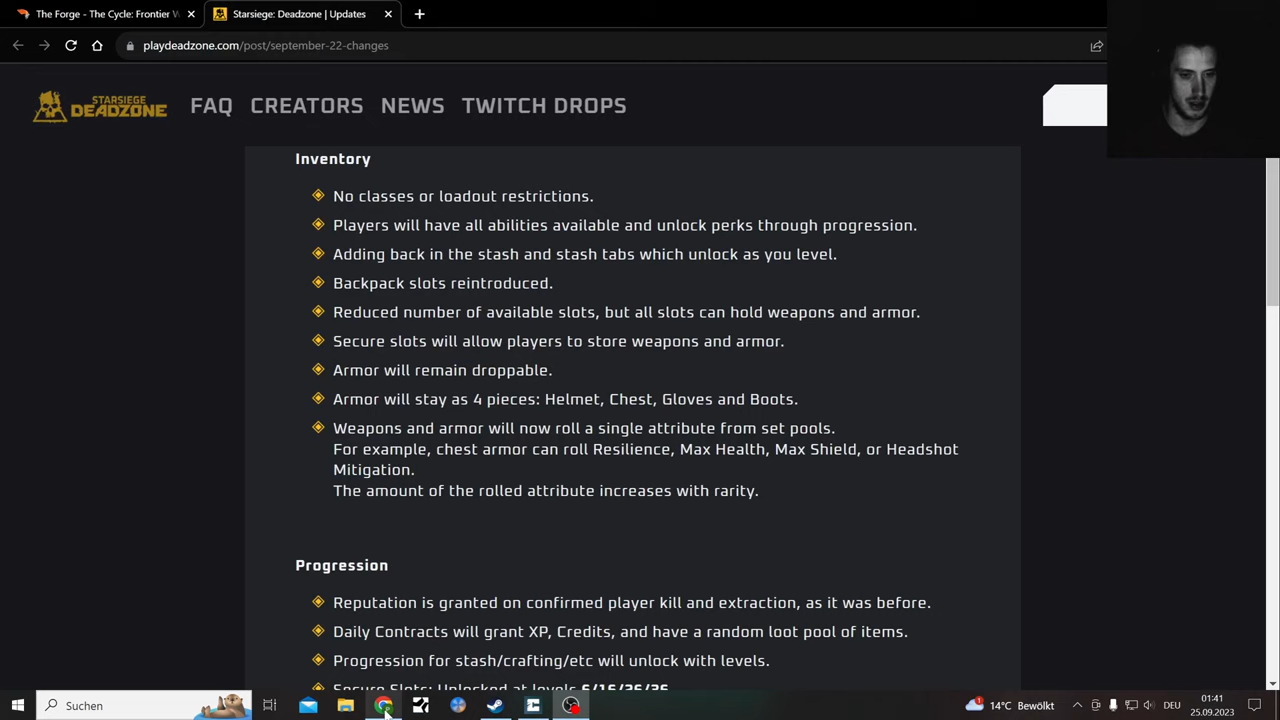 The Forge - The Cycle: Frontier W
Starsiege: Deadzone | Updates
playdeadzone.com/post/september-22-changes
STARSIEGE
DEADZONE
FAQ CREATORS NEWS TWITCH DROPS
Inventory
No classes or loadout restrictions.
Players will have all abilities available and unlock perks through progression.
Adding back in the stash and stash tabs which unlock as you level.
Backpack slots reintroduced.
Reduced number of available slots, but all slots can hold weapons and armor.
Secure slots will allow players to store weapons and armor.
Armor will remain droppable.
Armor will stay as 4 pieces: Helmet, Chest, Gloves and Boots.
Weapons and armor will now roll a single attribute from set pools.
For example, chest armor can roll Resilience, Max Health, Max Shield, or Headshot
Mitigation.
The amount of the rolled attribute increases with rarity.
Progression
Reputation is granted on confirmed player kill and extraction, as it was before.
Daily Contracts will grant XP, Credits, and have a random loot pool of items.
Progression for stash/crafting/etc will unlock with levels.
Secure Slots: Unlocked at levels 6/16/26/36
Suchen
14°C Bewölkt
DEU
01:41
25.09.2023